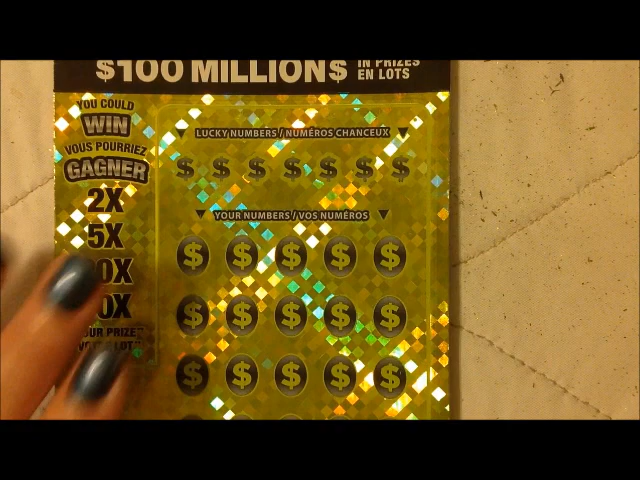 $100 MILLION$
IN PRIZES
EN LOTS
YOU COULD
WIN
VOUS POURRIEZ
GAGNER
2X
5X
LUCKY NUMBERS / NUMÉROS CHANCEUX
$ $ $ $ $ $ $
YOUR NUMBERS / VOS NUMÉROS
$ $ $ $ $
$ $ $ $ $
$ $ $ $ $